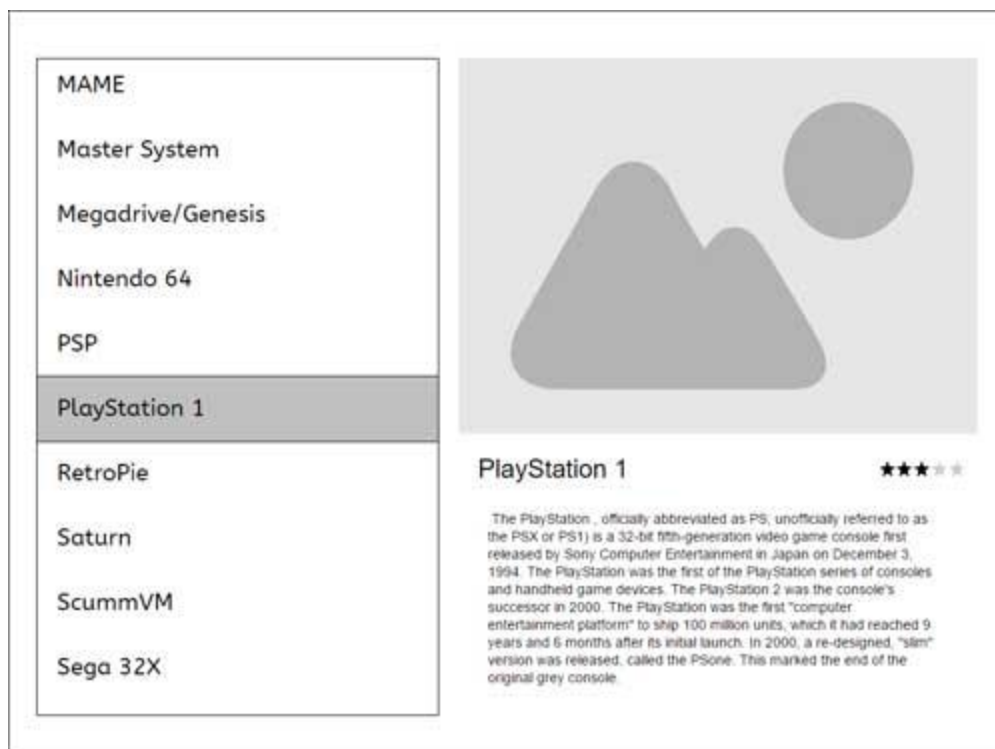 MAME
Master System
Megadrive/Genesis
Nintendo 64
PSP
PlayStation 1
RetroPie
Saturn
ScummVM
Sega 32X
PlayStation 1
The PlayStation , officially abbreviated as PS, unofficially referred to as
the PSX or PS1) is a 32-bit fifth-generation video game console first
released by Sony Computer Entertainment in Japan on December 3,
1994. The PlayStation was the first of the PlayStation series of consoles
and handheld game devices. The PlayStation 2 was the console's
successor in 2000. The PlayStation was the first "computer
entertainment platform" to ship 100 million units, which it had reached 9
years and 6 months after its initial launch. In 2000, a re-designed, "slim"
version was released, called the PSone. This marked the end of the
original grey console.